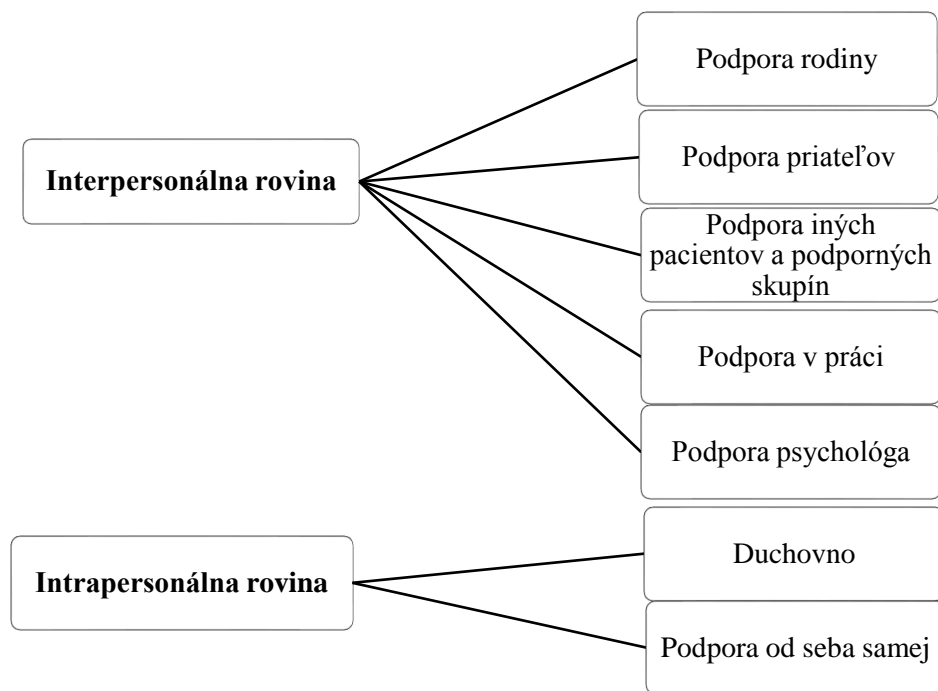 Interpersonálna rovina
Podpora rodiny
Podpora priateľov
Podpora iných
pacientov a podporných
skupín
Podpora v práci
Podpora psychológa
Intrapersonálna rovina
Duchovno
Podpora od seba samej